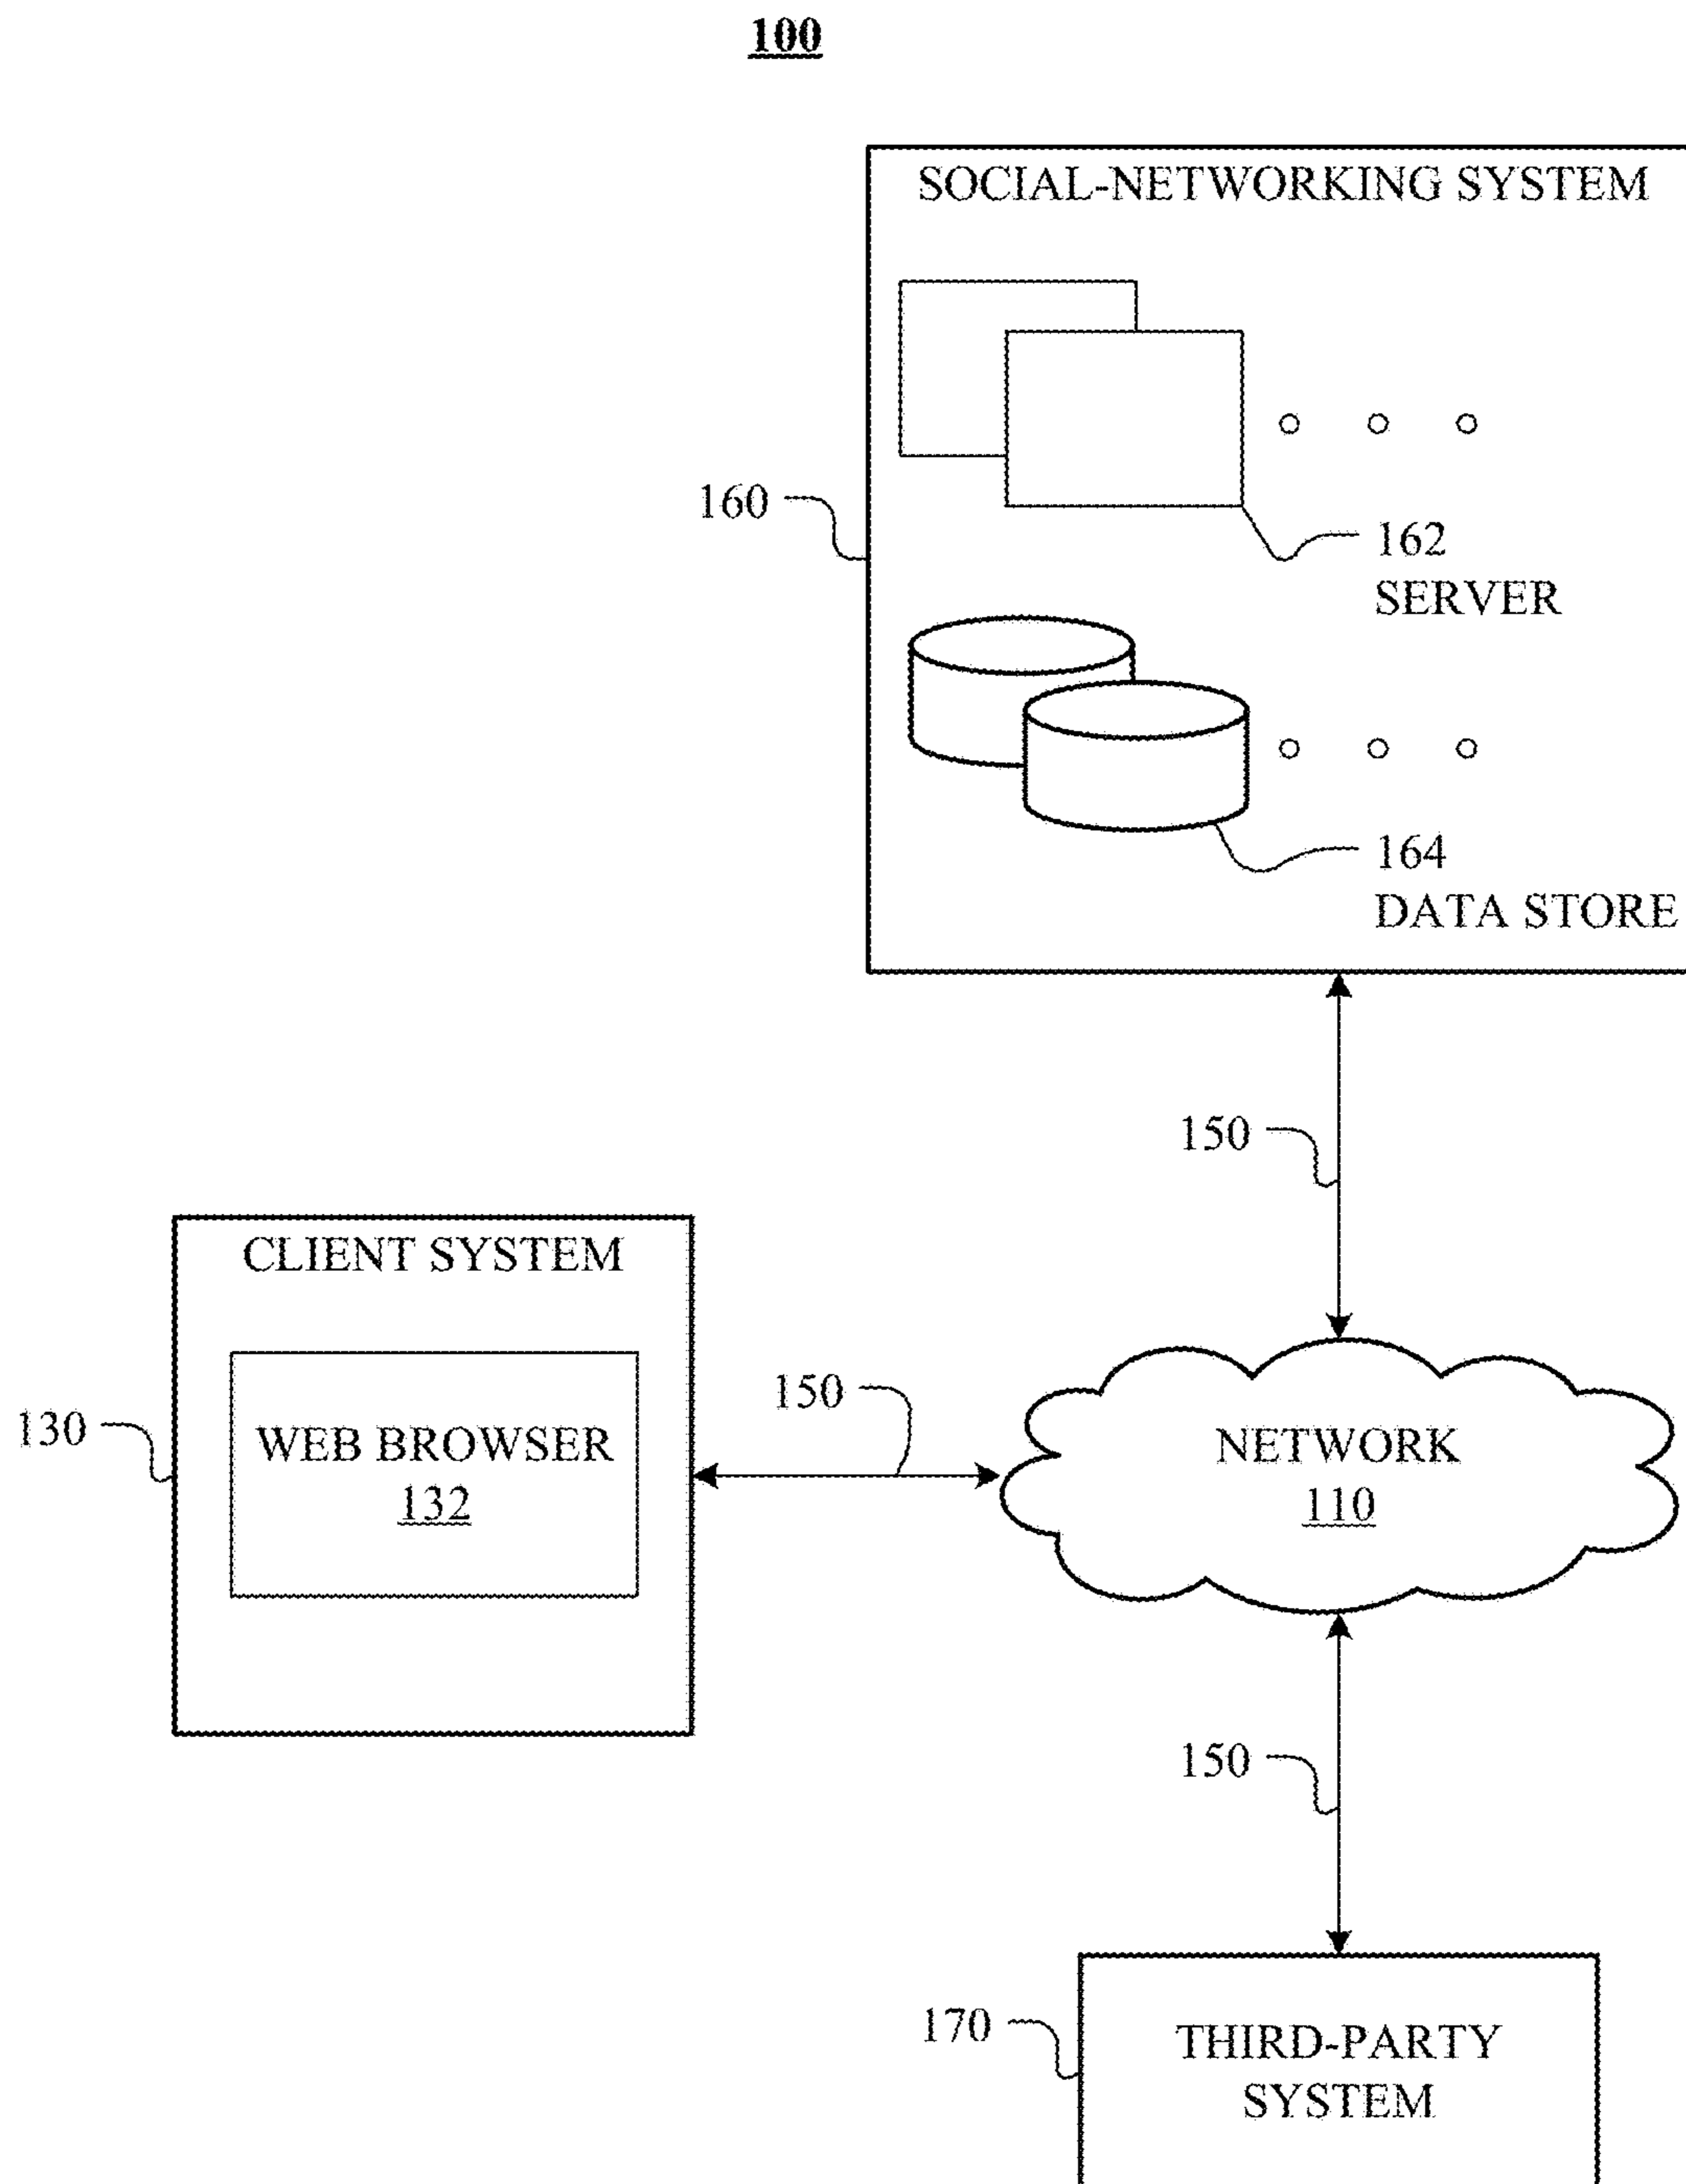 100
SOCIAL-NETWORKING SYSTEM
160
162
SERVER
164
DATA STORE
150
CLIENT SYSTEM
130
WEB BROWSER
132
150
NETWORK
110
150
170
THIRD-PARTY
SYSTEM